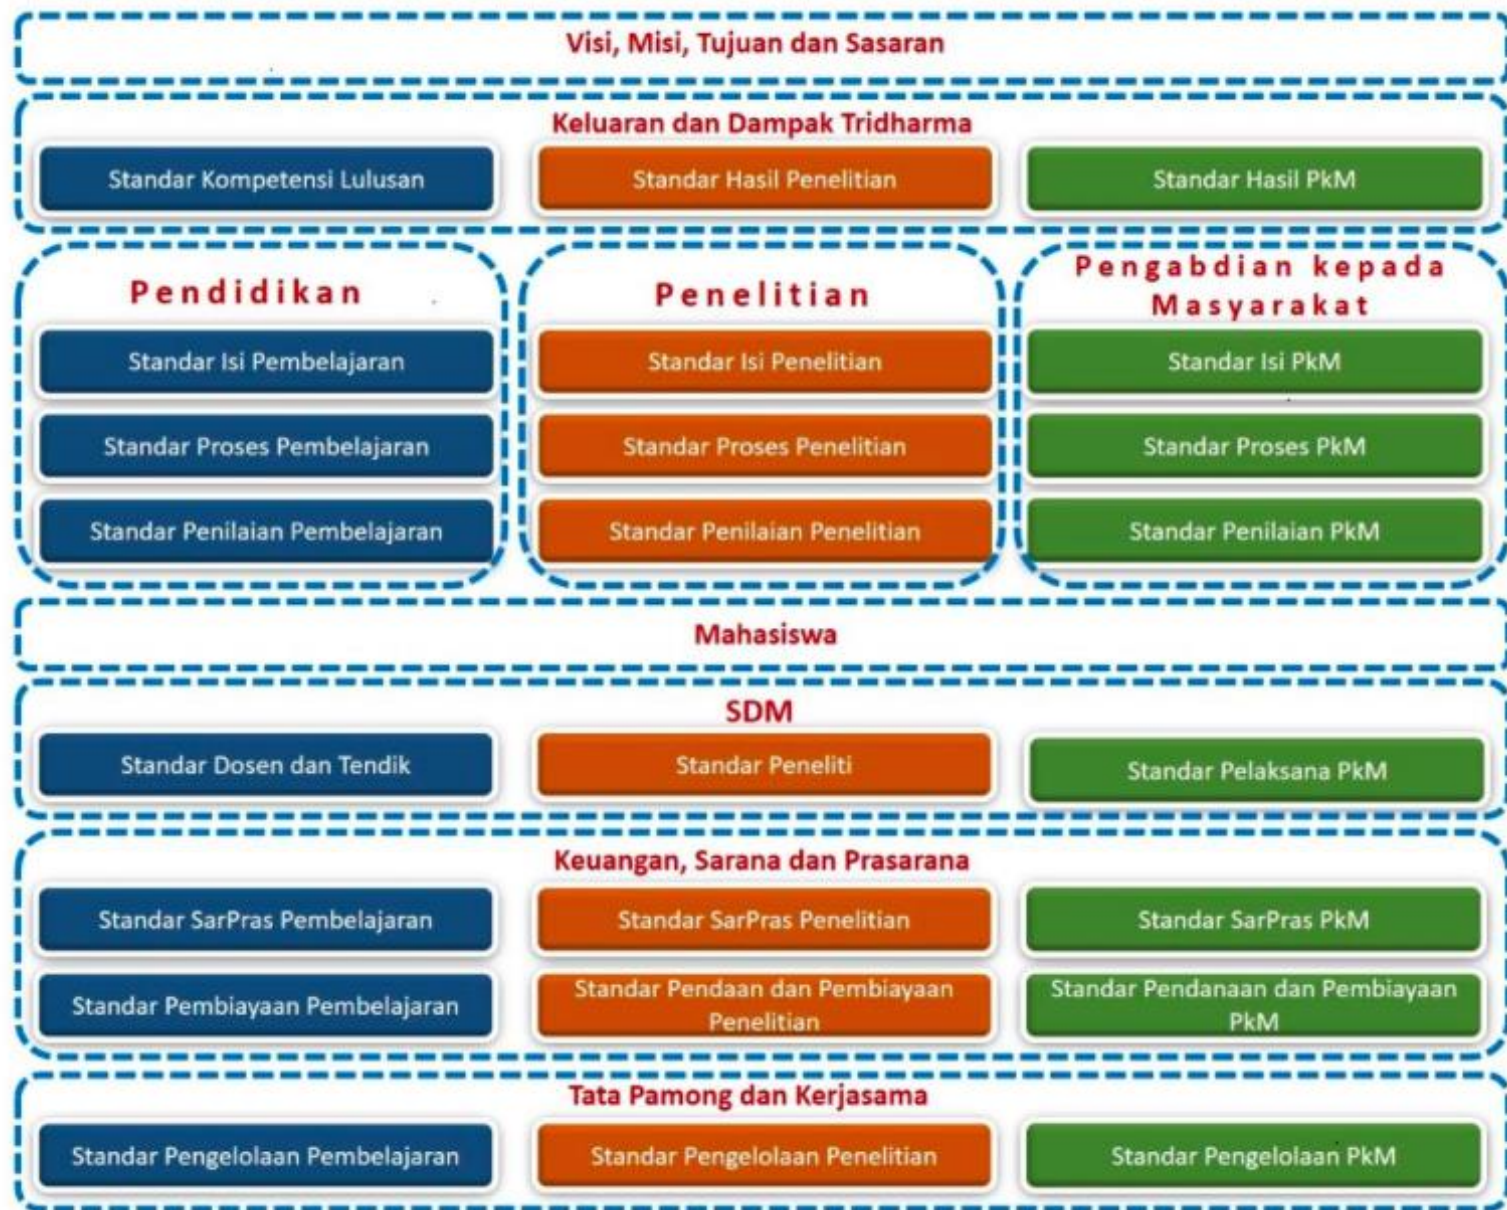 Visi, Misi, Tujuan dan Sasaran
Keluaran dan Dampak Tridharma
Standar Kompetensi Lulusan
Standar Hasil Penelitian
Standar Hasil PkM
Pendidikan
Standar Isi Pembelajaran
Standar Proses Pembelajaran
Standar Penilaian Pembelajaran
Penelitian
Standar Isi Penelitian
Standar Proses Penelitian
Standar Penilaian Penelitian
Pengabdian kepada
Masyarakat
Standar Isi PkM
Standar Proses PkM
Standar Penilaian PkM
Mahasiswa
SDM
Standar Dosen dan Tendik
Standar Peneliti
Standar Pelaksana PkM
Keuangan, Sarana dan Prasarana
Standar SarPras Pembelajaran
Standar SarPras Penelitian
Standar SarPras PkM
Standar Pembiayaan Pembelajaran
Standar Pendaan dan Pembiayaan
Penelitian
Standar Pendanaan dan Pembiayaan
PkM
Tata Pamong dan Kerjasama
Standar Pengelolaan Pembelajaran
Standar Pengelolaan Penelitian
Standar Pengelolaan PkM